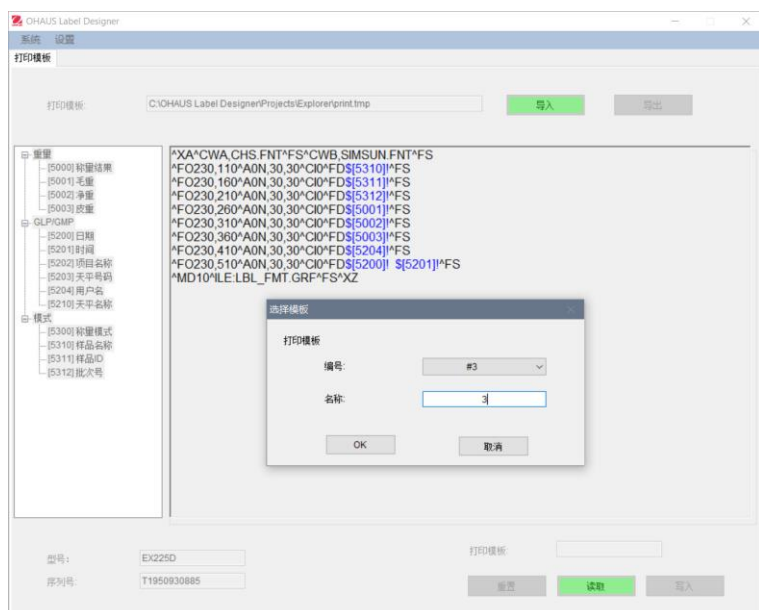 OHAUS Label Designer
系统 设置
打印模板
打印模板: C:\OHAUS Label Designer\Projects\Explorer\print.tmp 导入 导出
重量
[5000] 称量结果
[5001] 毛重
[5002] 净重
[5003] 皮重
GLP/GMP
[5200] 日期
[5201] 时间
[5202] 项目名称
[5203] 天平号码
[5204] 用户名
[5210] 天平名称
模式
[5300] 称量模式
[5310] 样品名称
[5311] 样品ID
[5312] 批次号
^XA^CWA,CHS.FNT^FS^CWB,SIMSUN.FNT^FS
^FO230,110^A0N,30,30^CI0^FD$[5310]!^FS
^FO230,160^A0N,30,30^CI0^FD$[5311]!^FS
^FO230,210^A0N,30,30^CI0^FD$[5312]!^FS
^FO230,260^A0N,30,30^CI0^FD$[5001]!^FS
^FO230,310^A0N,30,30^CI0^FD$[5002]!^FS
^FO230,360^A0N,30,30^CI0^FD$[5003]!^FS
^FO230,410^A0N,30,30^CI0^FD$[5204]!^FS
^FO230,510^A0N,30,30^CI0^FD$[5200]! $[5201]!^FS
^MD10^ILE:LBL_FMT.GRF^FS^XZ
选择模板
打印模板
编号: #3
名称: 3
OK 取消
型号: EX225D
序列号: T1950930885
打印模板:
重置 读取 写入